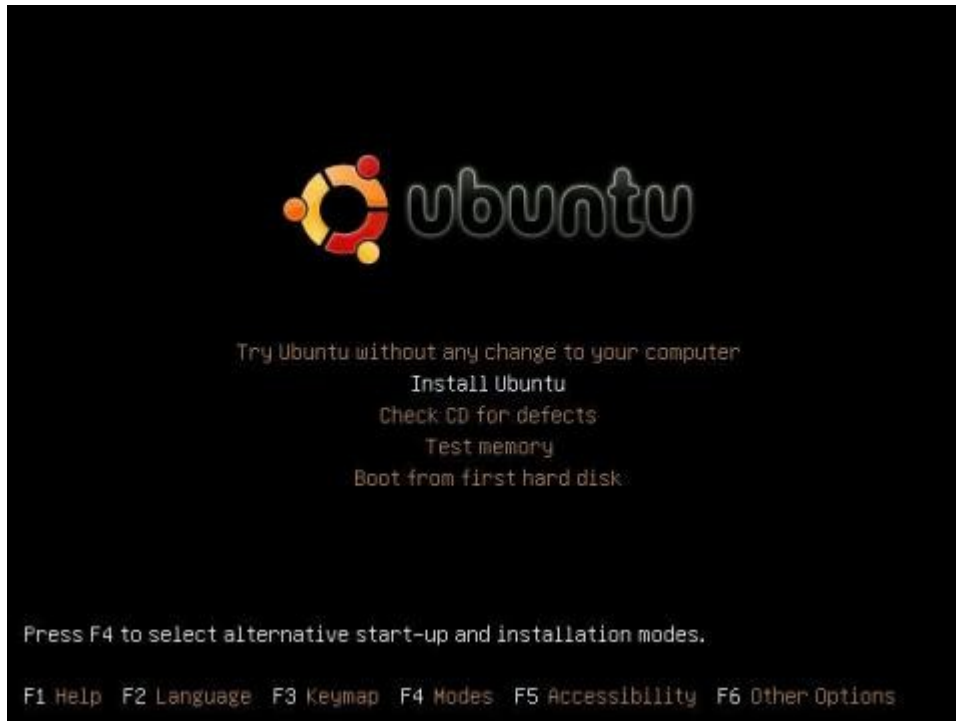 ubuntu
Try Ubuntu without any change to your computer
Install Ubuntu
Check CD for defects
Test memory
Boot from first hard disk
Press F4 to select alternative start-up and installation modes.
F1 Help F2 Language F3 Keymap F4 Modes F5 Accessibility F6 Other Options